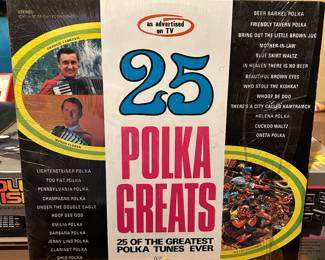 STEREO
as advertised
on TV
25
POLKA
GREATS
25 OF THE GREATEST
POLKA TUNES EVER
BEER BARREL POLKA
FRIENDLY TAVERN POLKA
BRING OUT THE LITTLE BROWN JUG
MOTHER-IN-LAW
BLUE SKIRT WALTZ
IN HEAVEN THERE IS NO BEER
BEAUTIFUL BROWN EYES
WHO STOLE THE KISHKA?
WHOOP DE DOO
THERE'S A CITY CALLED HAMTRAMCK
HELENA POLKA
CUCKOO WALTZ
ONETA POLKA
LICHTENSTEINER POLKA
TOO FAT POLKA
PENNSYLVANIA POLKA
CHAMPAGNE POLKA
UNDER THE DOUBLE EAGLE
HOOP DEE DOO
EMILIA POLKA
BARBARA POLKA
JENNY LIND POLKA
CLARINET POLKA
OHIO POLKA